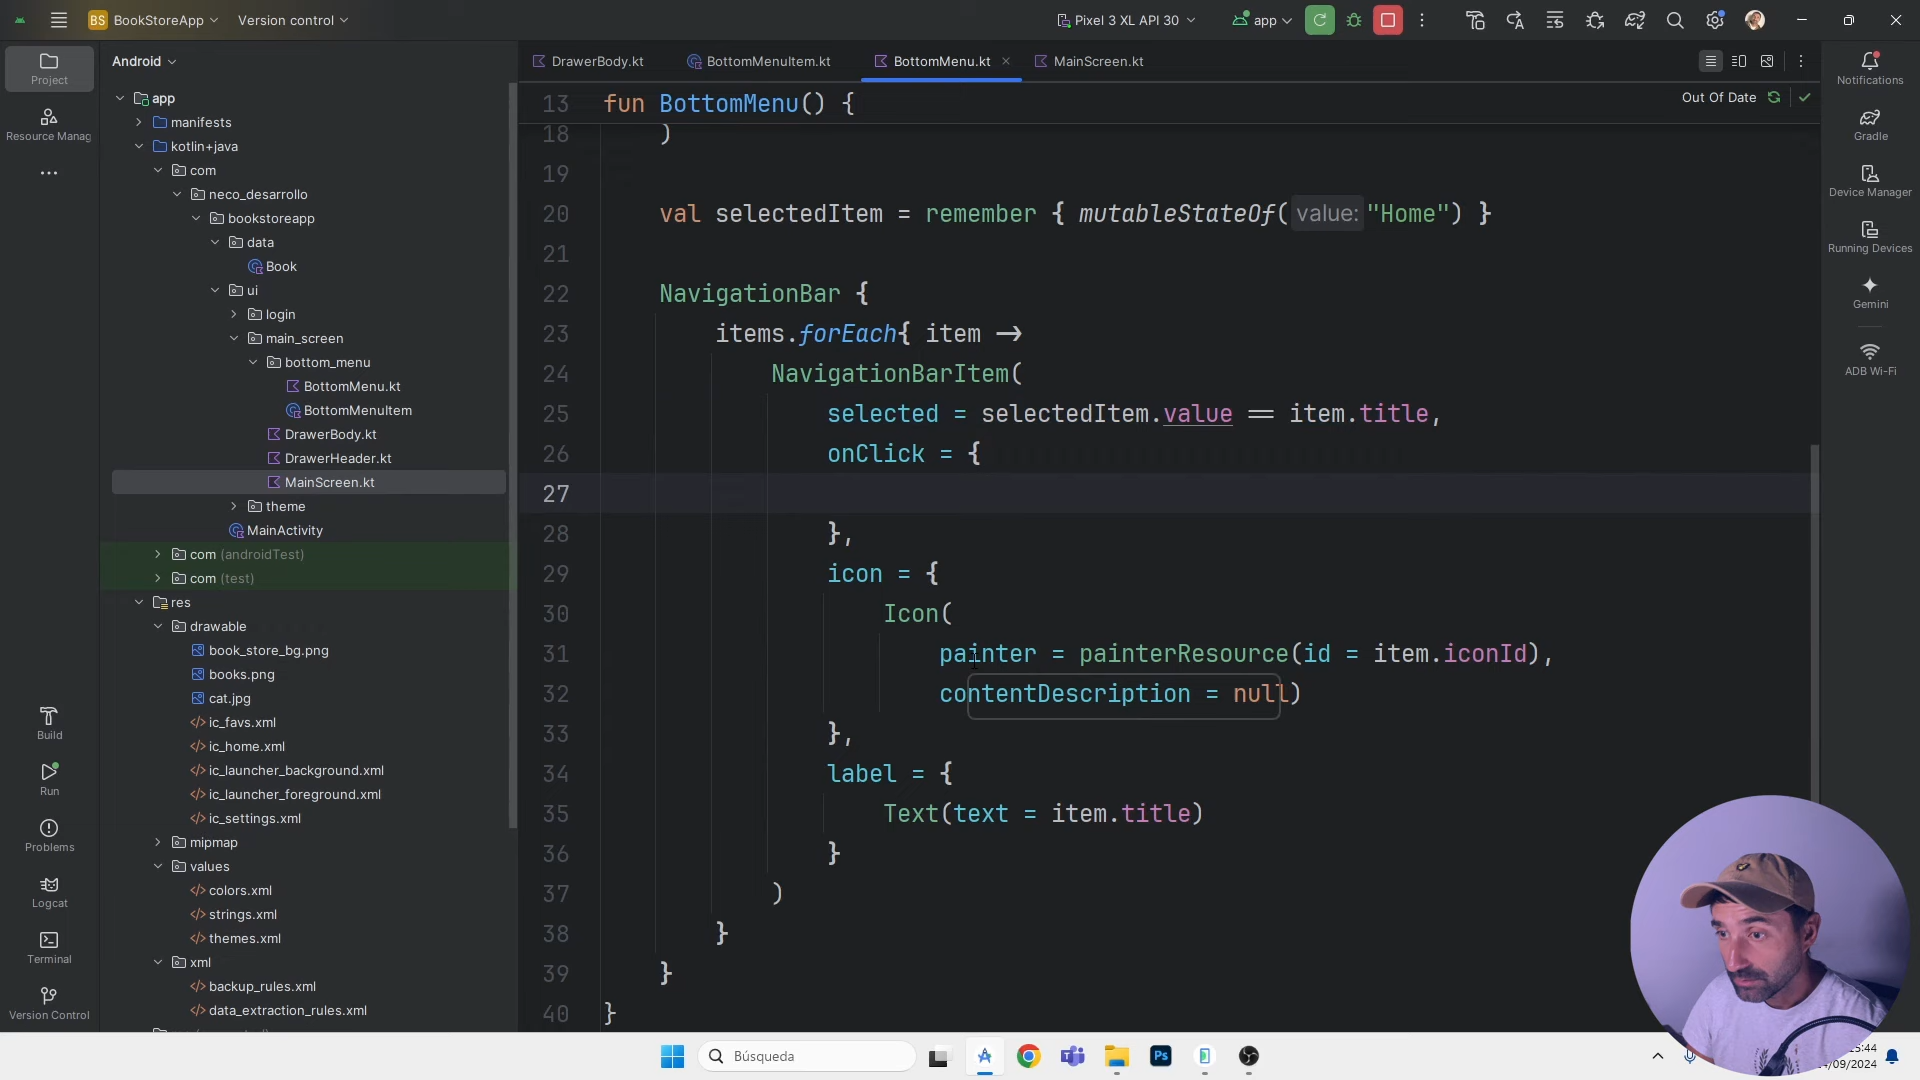 BS BookStoreApp Version control Pixel 3 XL API 30 app
Project
Resource Manag
Build
Run
Problems
Logcat
Terminal
Version Control
Android
app
manifests
kotlin+java
com
neco_desarrollo
bookstoreapp
data
Book
ui
login
main_screen
bottom_menu
BottomMenu.kt
BottomMenuItem
DrawerBody.kt
DrawerHeader.kt
MainScreen.kt
theme
MainActivity
com (androidTest)
com (test)
res
drawable
book_store_bg.png
books.png
cat.jpg
ic_favs.xml
ic_home.xml
ic_launcher_background.xml
ic_launcher_foreground.xml
ic_settings.xml
mipmap
values
colors.xml
strings.xml
themes.xml
xml
backup_rules.xml
data_extraction_rules.xml
DrawerBody.kt BottomMenuItem.kt BottomMenu.kt MainScreen.kt
Out Of Date
13 fun BottomMenu() {
18 )
19
20 val selectedItem = remember { mutableStateOf( value: "Home") }
21
22 NavigationBar {
23 items.forEach{ item ->
24 NavigationBarItem(
25 selected = selectedItem.value == item.title,
26 onClick = {
27
28 },
29 icon = {
30 Icon(
31 painter = painterResource(id = item.iconId),
32 contentDescription = null)
33 },
34 label = {
35 Text(text = item.title)
36 }
37 )
38 }
39 }
40 }
Notifications
Gradle
Device Manager
Running Devices
Gemini
ADB Wi-Fi
Búsqueda
Ps